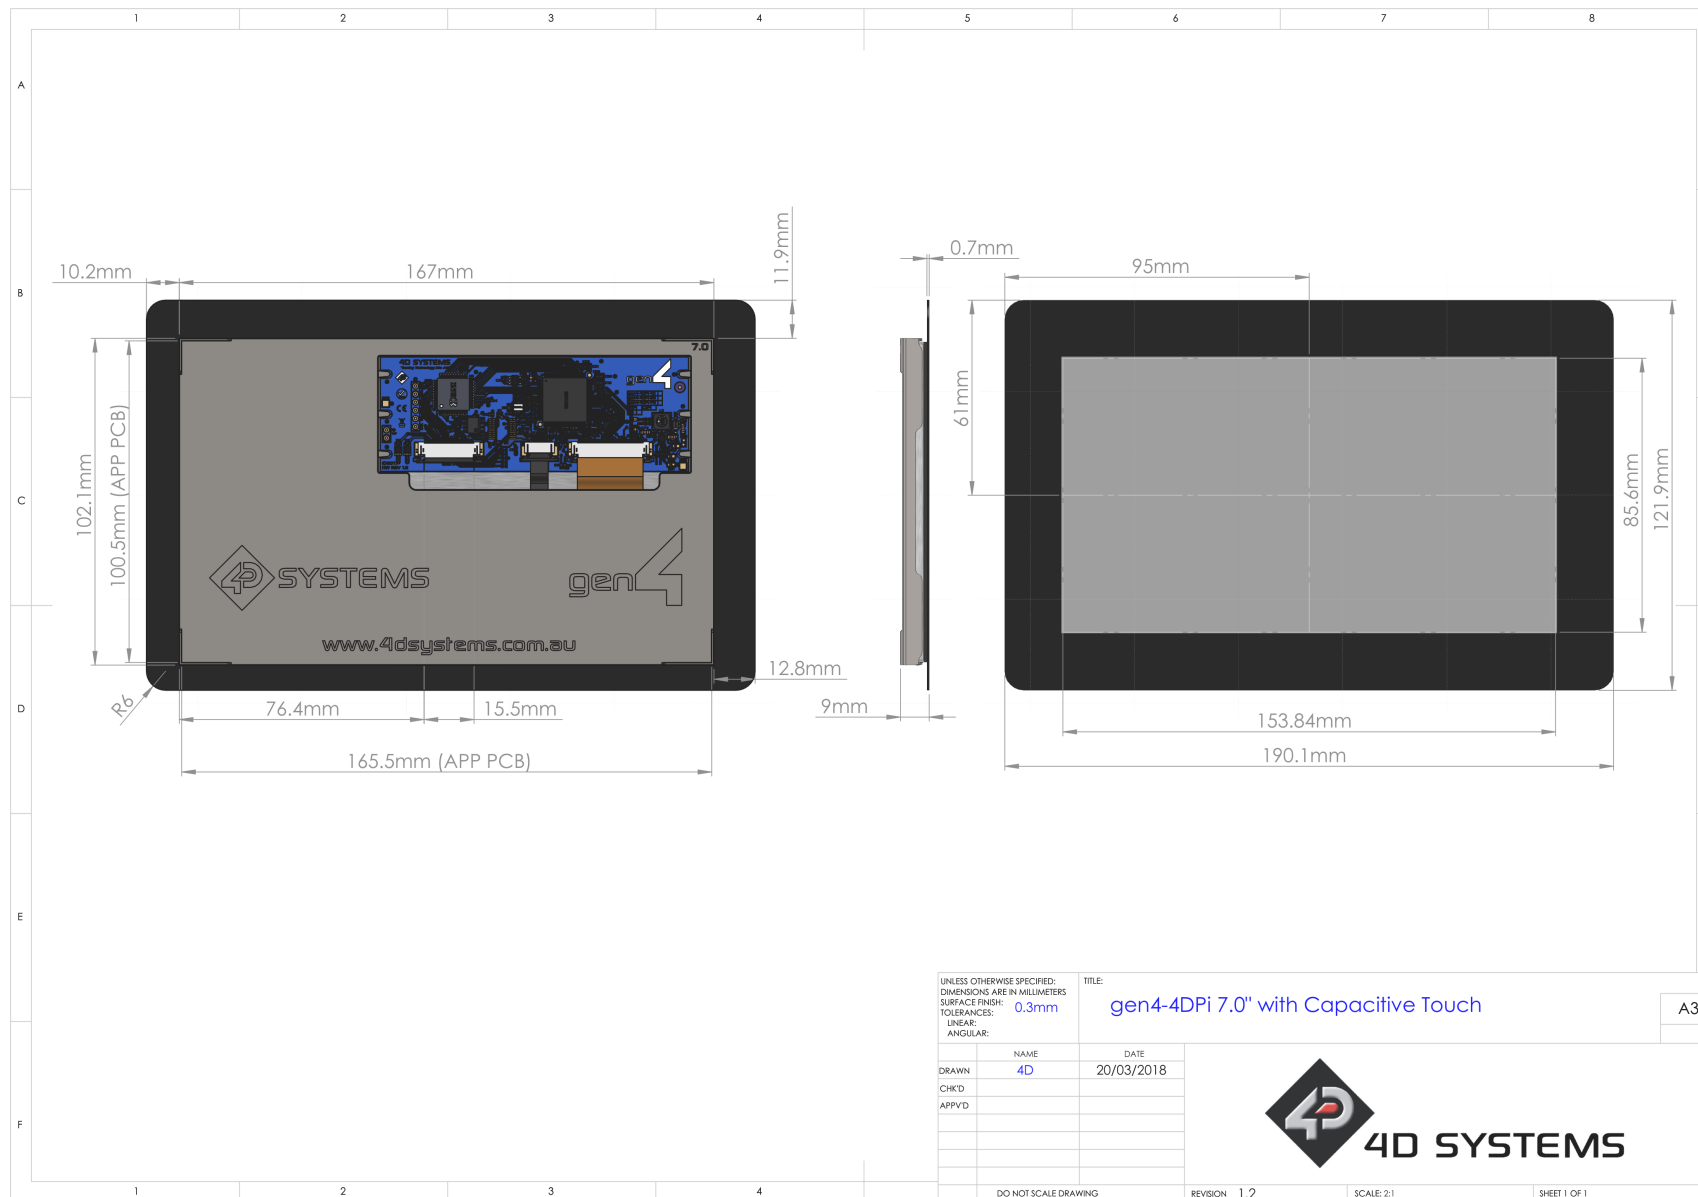 1 2 3 4 5 6 7 8
A
B
C
D
E
F
10.2mm
167mm
11.9mm
0.7mm
95mm
7.0
4D SYSTEMS
gen4
61mm
102.1mm
100.5mm (APP PCB)
85.6mm
121.9mm
4D SYSTEMS
gen4
www.4dsystems.com.au
12.8mm
R6
76.4mm
15.5mm
9mm
153.84mm
165.5mm (APP PCB)
190.1mm
UNLESS OTHERWISE SPECIFIED:
DIMENSIONS ARE IN MILLIMETERS
SURFACE FINISH:
TOLERANCES:
LINEAR:
ANGULAR:
0.3mm
TITLE:
gen4-4DPi 7.0" with Capacitive Touch
A3
NAME DATE
DRAWN 4D 20/03/2018
CHK'D
APPV'D
4D SYSTEMS
DO NOT SCALE DRAWING
REVISION 1.2
SCALE: 2:1
SHEET 1 OF 1
1 2 3 4